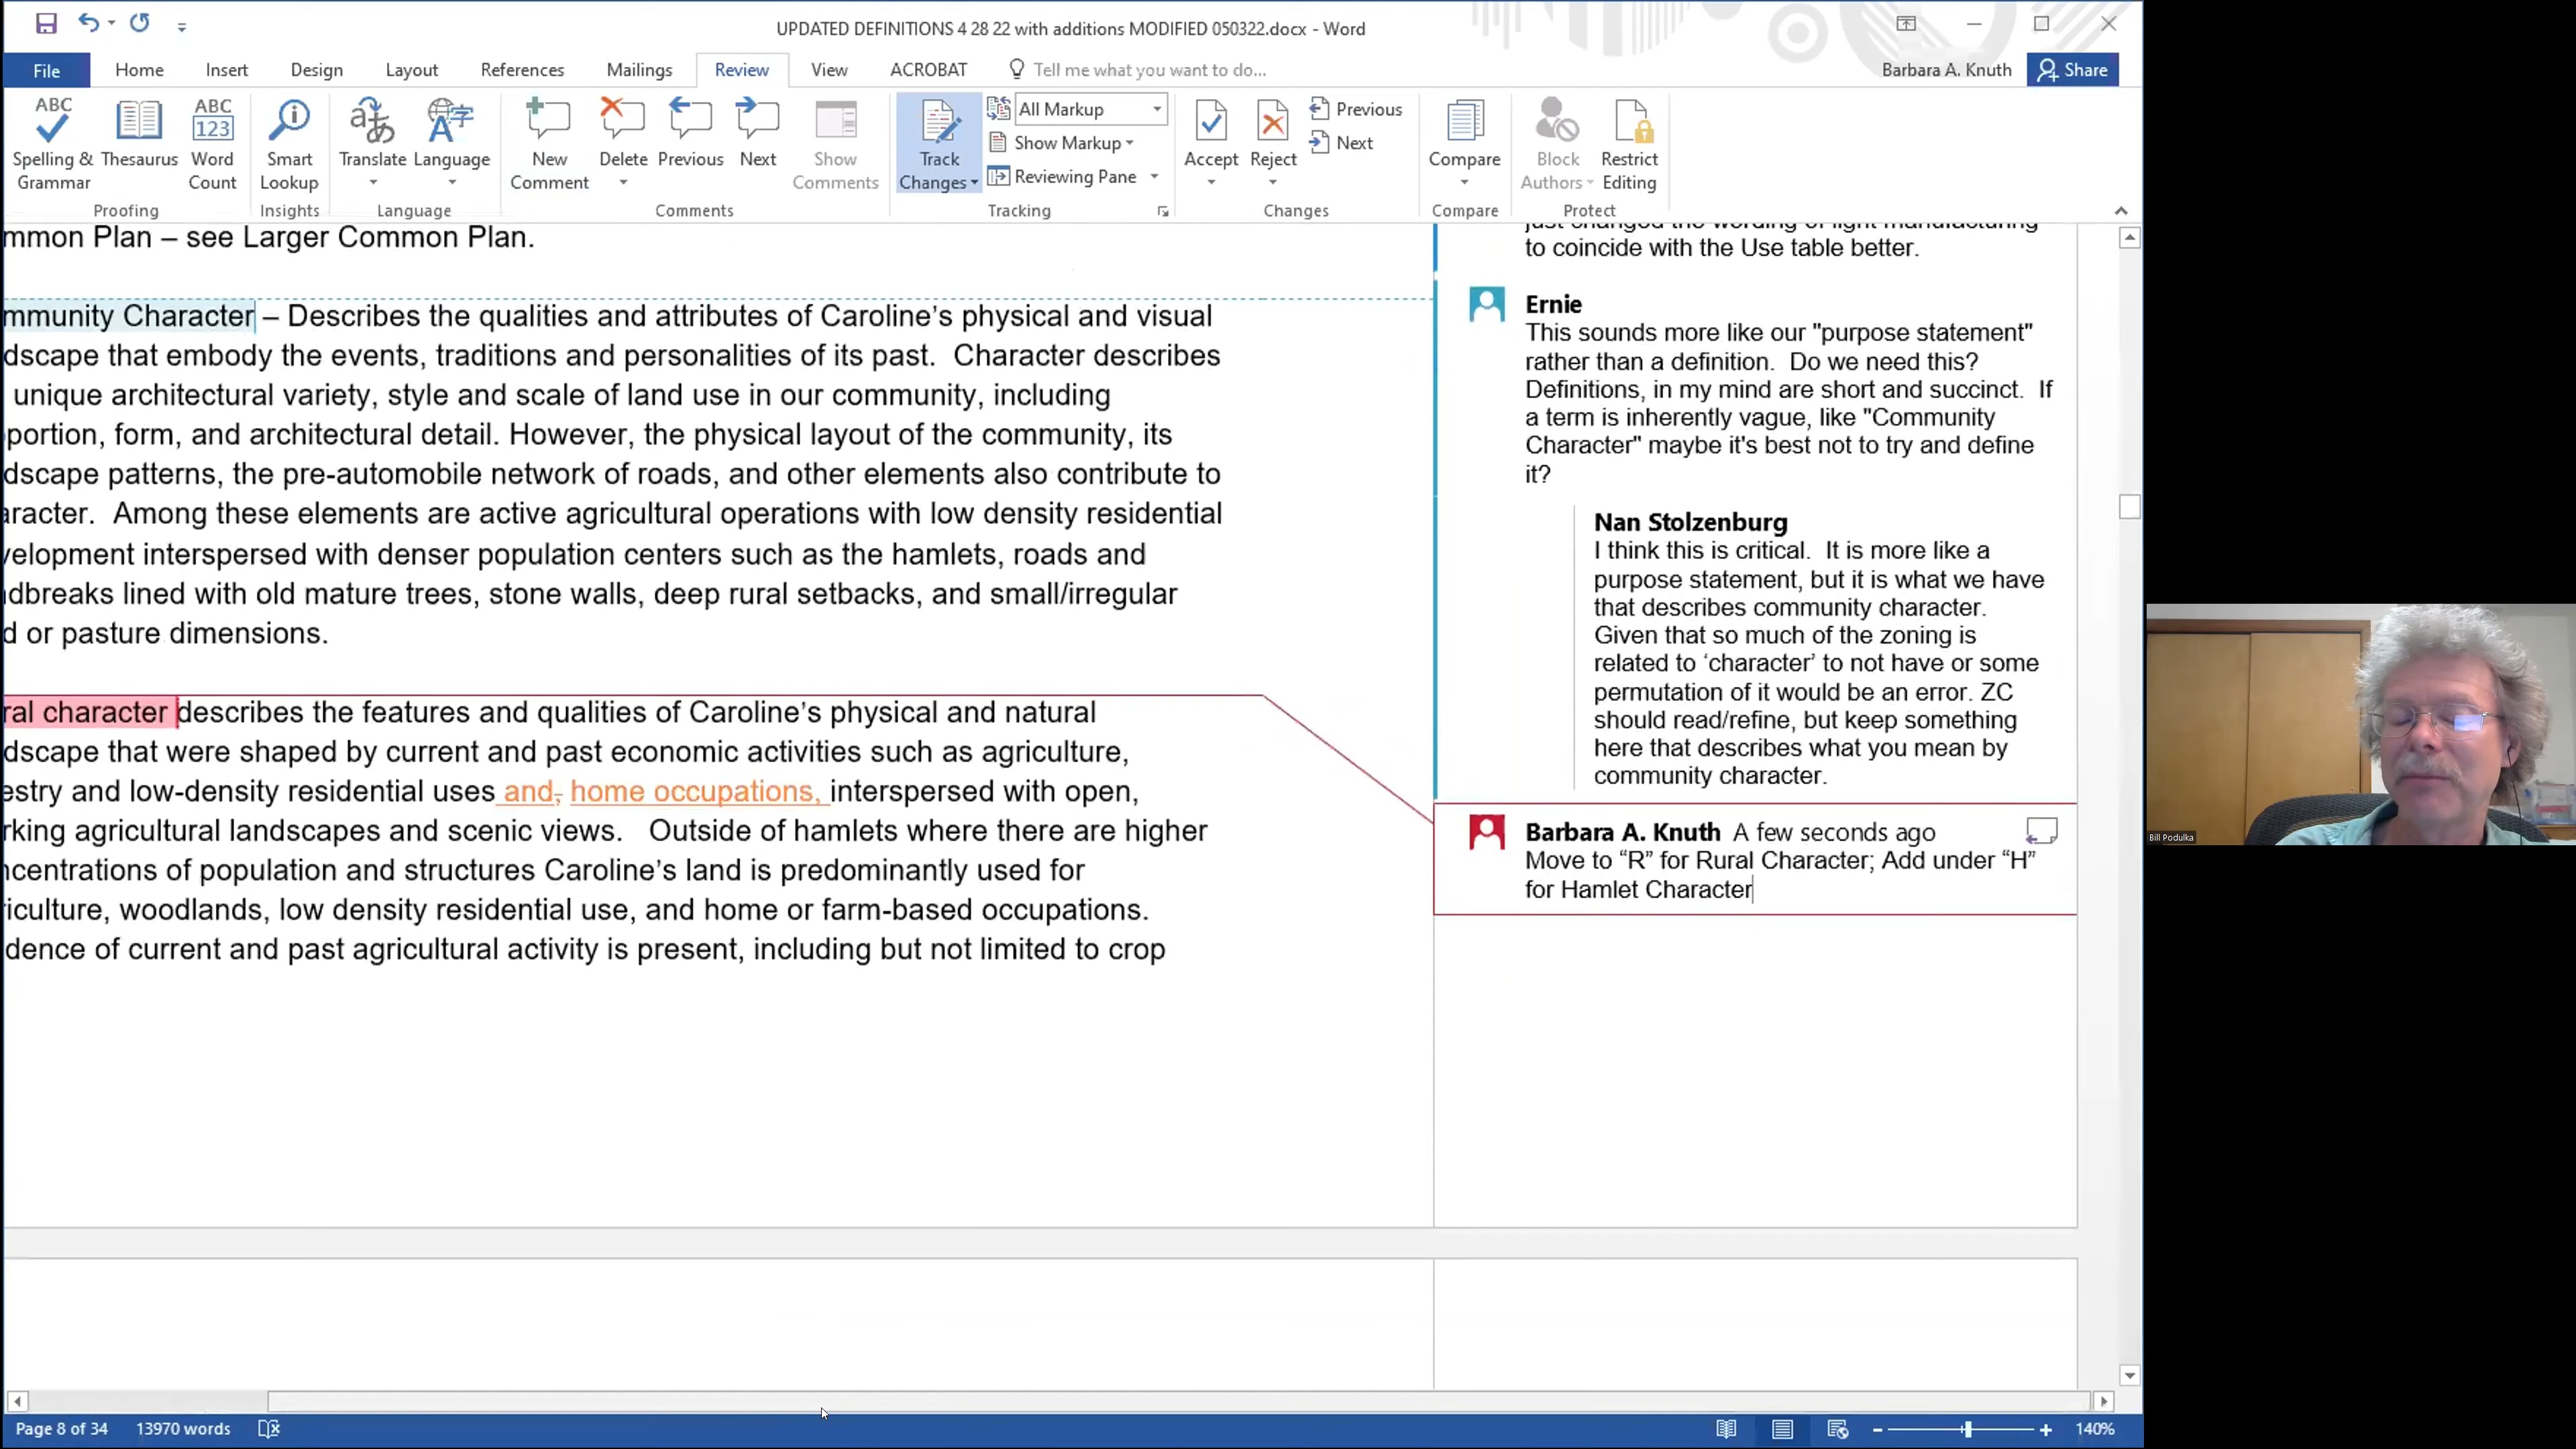 UPDATED DEFINITIONS 4 28 22 with additions MODIFIED 050322.docx - Word
File Home Insert Design Layout References Mailings Review View ACROBAT Tell me what you want to do... Barbara A. Knuth Share
ABC ABC 123
Spelling & Grammar Thesaurus Word Count Smart Lookup Translate Language New Comment Delete Previous Next Show Comments Track Changes
All Markup
Show Markup
Reviewing Pane
Accept Reject Previous
Next
Compare Block Authors Restrict Editing
Proofing Insights Language Comments Tracking Changes Compare Protect
mmon Plan – see Larger Common Plan.
mmunity Character – Describes the qualities and attributes of Caroline’s physical and visual
dscape that embody the events, traditions and personalities of its past. Character describes
unique architectural variety, style and scale of land use in our community, including
portion, form, and architectural detail. However, the physical layout of the community, its
dscape patterns, the pre-automobile network of roads, and other elements also contribute to
aracter. Among these elements are active agricultural operations with low density residential
velopment interspersed with denser population centers such as the hamlets, roads and
dbreaks lined with old mature trees, stone walls, deep rural setbacks, and small/irregular
d or pasture dimensions.
ral character describes the features and qualities of Caroline’s physical and natural
dscape that were shaped by current and past economic activities such as agriculture,
estry and low-density residential uses and, home occupations, interspersed with open,
rking agricultural landscapes and scenic views. Outside of hamlets where there are higher
ncentrations of population and structures Caroline’s land is predominantly used for
riculture, woodlands, low density residential use, and home or farm-based occupations.
dence of current and past agricultural activity is present, including but not limited to crop
just changed the wording of light manufacturing
to coincide with the Use table better.
Ernie
This sounds more like our "purpose statement"
rather than a definition. Do we need this?
Definitions, in my mind are short and succinct. If
a term is inherently vague, like "Community
Character" maybe it's best not to try and define
it?
Nan Stolzenburg
I think this is critical. It is more like a
purpose statement, but it is what we have
that describes community character.
Given that so much of the zoning is
related to ‘character’ to not have or some
permutation of it would be an error. ZC
should read/refine, but keep something
here that describes what you mean by
community character.
Barbara A. Knuth A few seconds ago
Move to “R” for Rural Character; Add under “H”
for Hamlet Character
Bill Podulka
Page 8 of 34 13970 words 140%